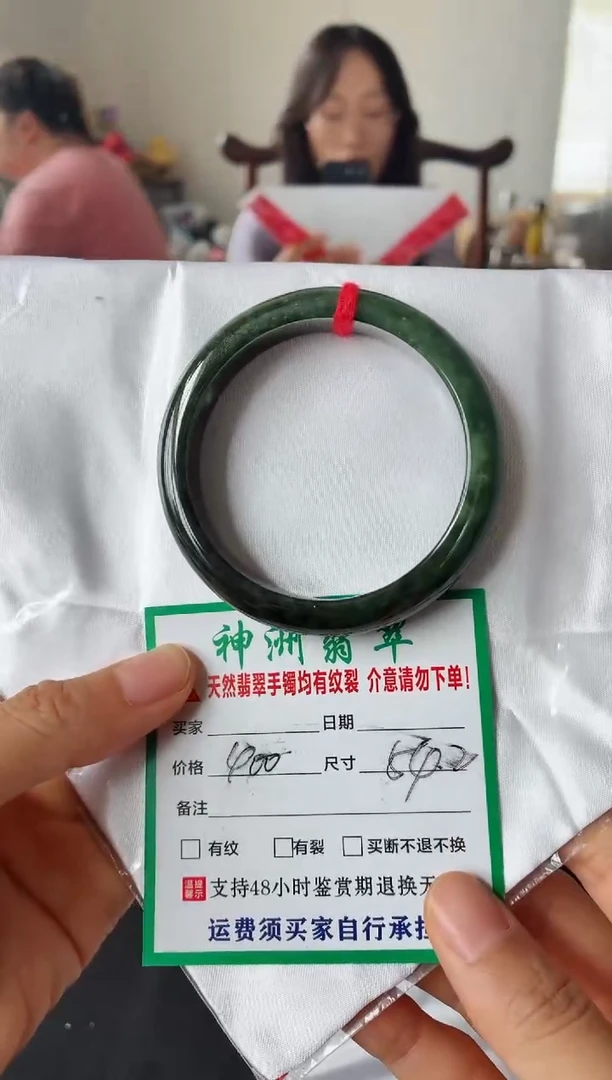 神洲翡翠
天然翡翠手镯均有纹裂 介意请勿下单!
买家 日期
价格 400 尺寸
备注
有纹 有裂 买断不退不换
温馨提示 支持48小时鉴赏期退换
运费须买家自行承担